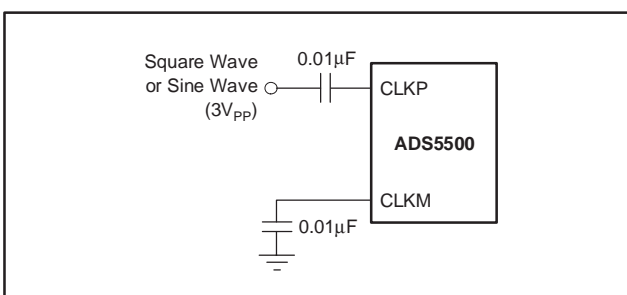 Square Wave
or Sine Wave
(3VPP)
0.01μF
CLKP
ADS5500
CLKM
0.01μF